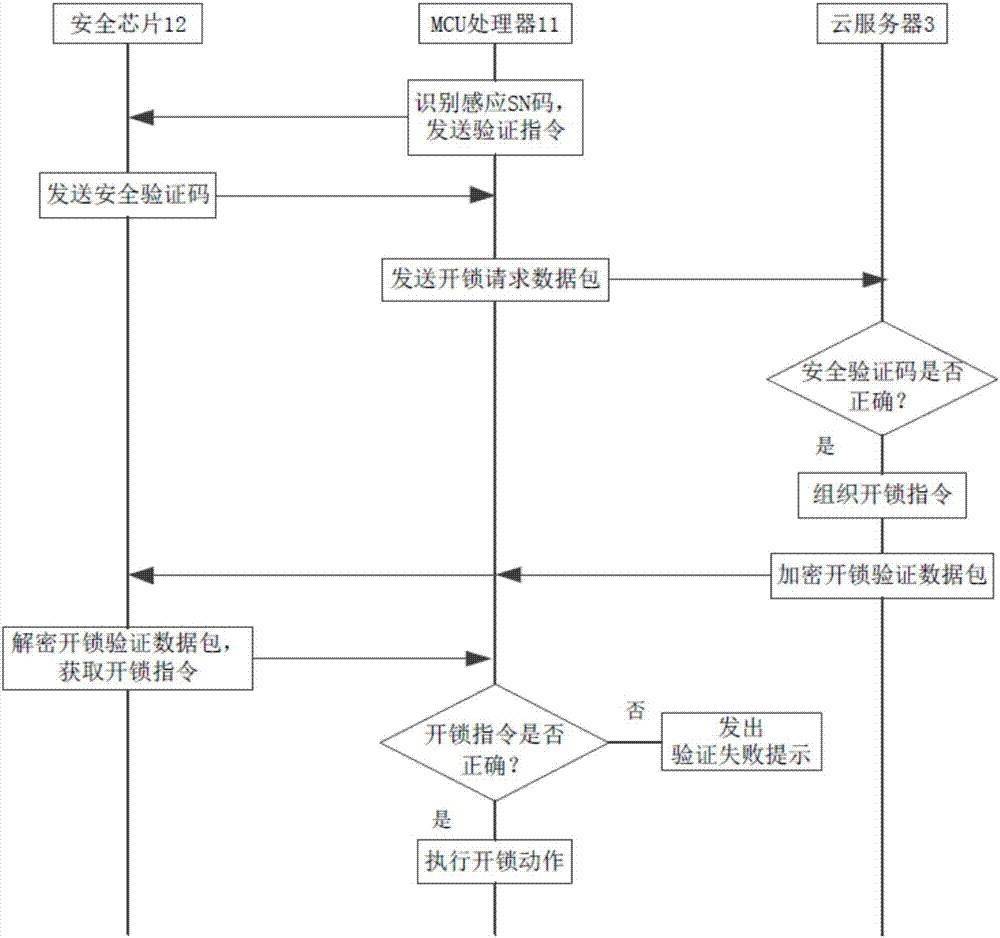 安全芯片12
MCU处理器11
云服务器3
识别感应SN码，
发送验证指令
发送安全验证码
发送开锁请求数据包
安全验证码是否
正确？
是
组织开锁指令
加密开锁验证数据包
解密开锁验证数据包，
获取开锁指令
开锁指令是否
正确？
否
发出
验证失败提示
是
执行开锁动作